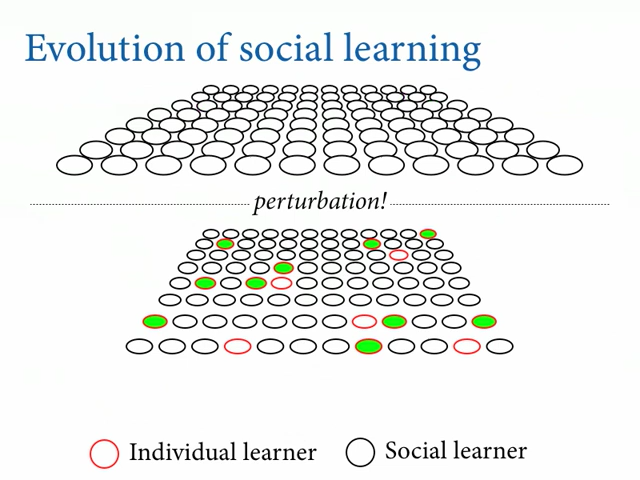 Evolution of social learning
perturbation!
Individual learner
Social learner